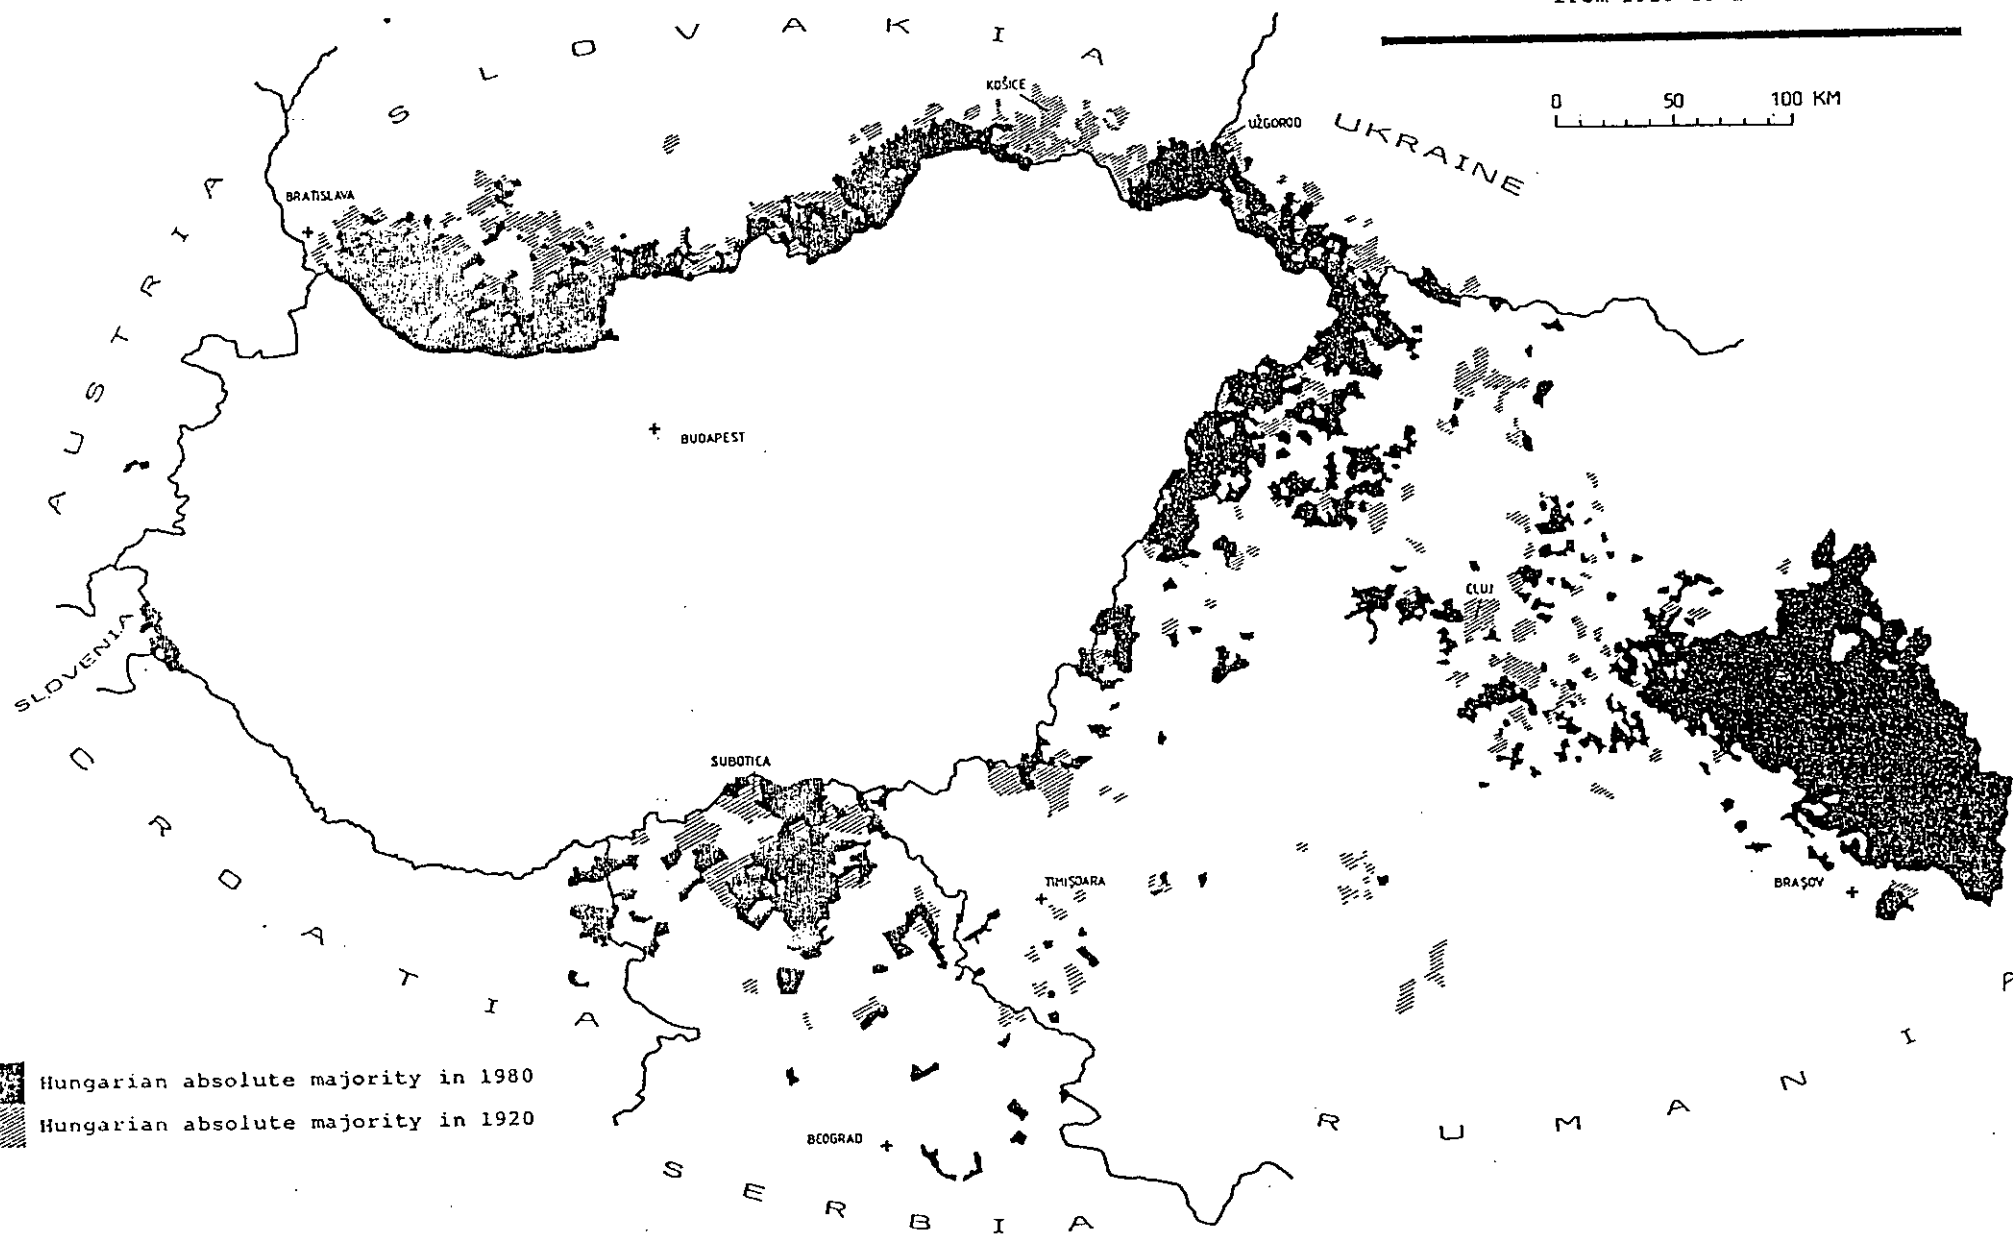 SLOVAKIA
0 50 100 KM
KOŠICE
UŽGOROD
UKRAINE
BRATISLAVA
AUSTRIA
BUDAPEST
CLUJ
SLOVENIA
SUBOTICA
TIMIŞOARA
BRAŞOV
CROATIA
Hungarian absolute majority in 1980
Hungarian absolute majority in 1920
BEOGRAD
RUMANI
SERBIA